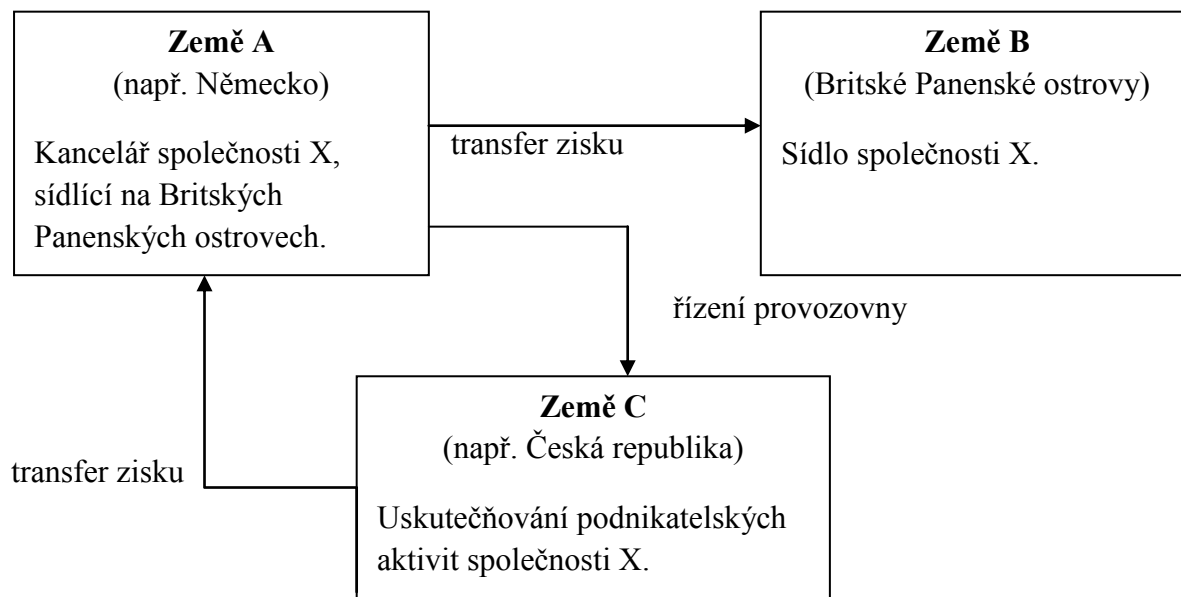 Země A
(např. Německo)
Kancelář společnosti X,
sídlící na Britských
Panenských ostrovech.
transfer zisku
Země B
(Britské Panenské ostrovy)
Sídlo společnosti X.
řízení provozovny
Země C
(např. Česká republika)
Uskutečňování podnikatelských
aktivit společnosti X.
transfer zisku